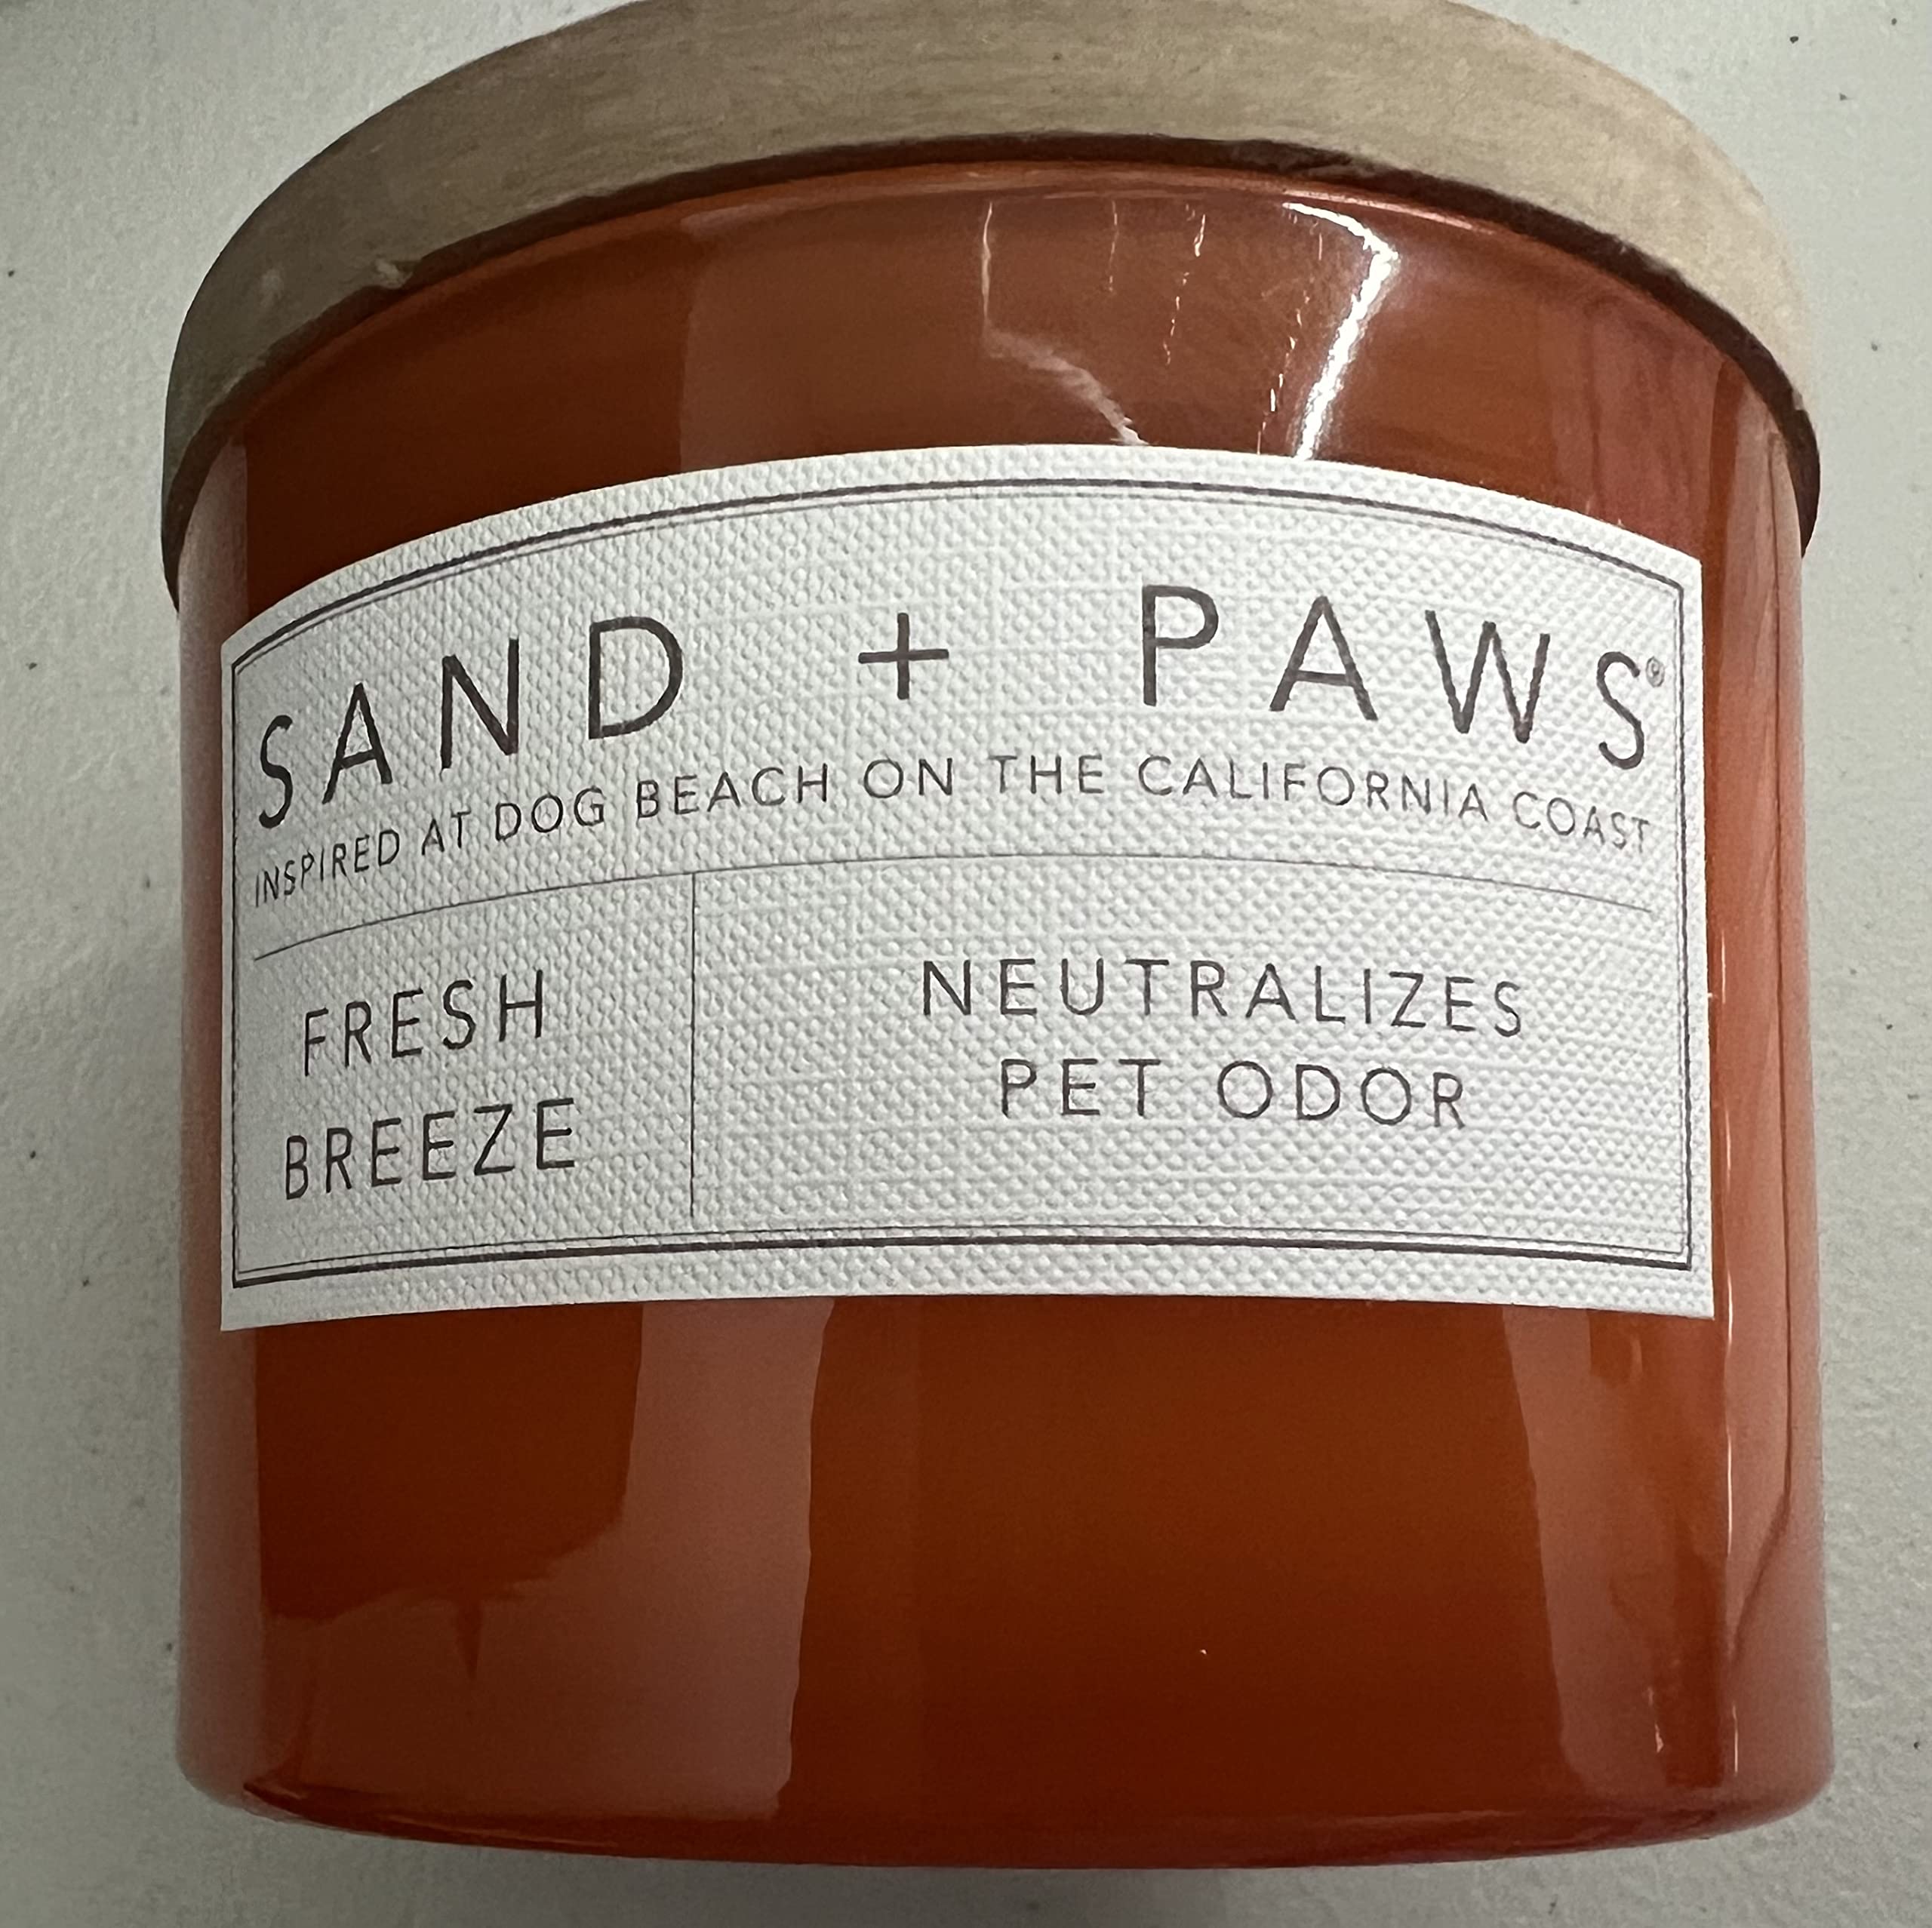 SAND + PAWS®
INSPIRED AT DOG BEACH ON THE CALIFORNIA COAST
FRESH
BREEZE
NEUTRALIZES
PET ODOR